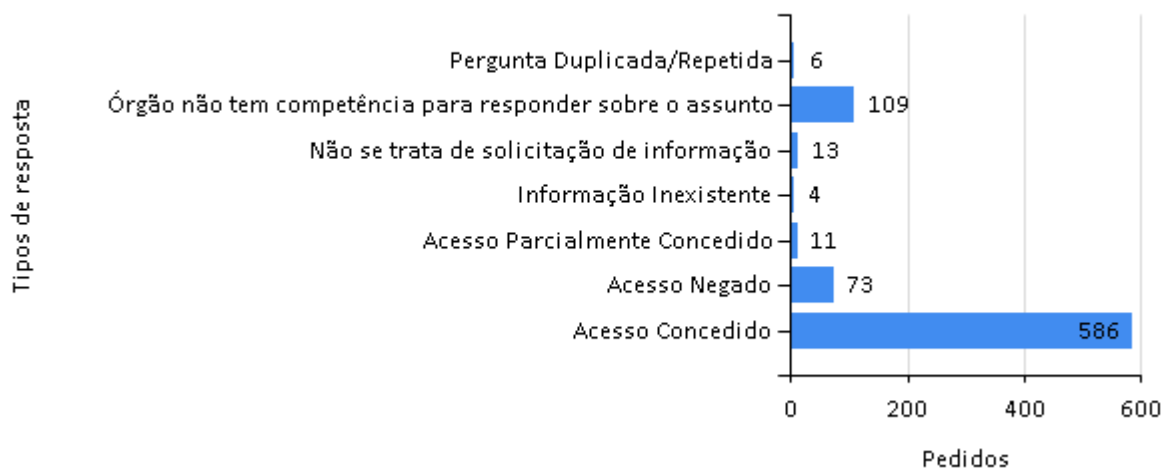 Tipos de resposta
Pergunta Duplicada/Repetida 6
Órgão não tem competência para responder sobre o assunto 109
Não se trata de solicitação de informação 13
Informação Inexistente 4
Acesso Parcialmente Concedido 11
Acesso Negado 73
Acesso Concedido 586
0 200 400 600
Pedidos